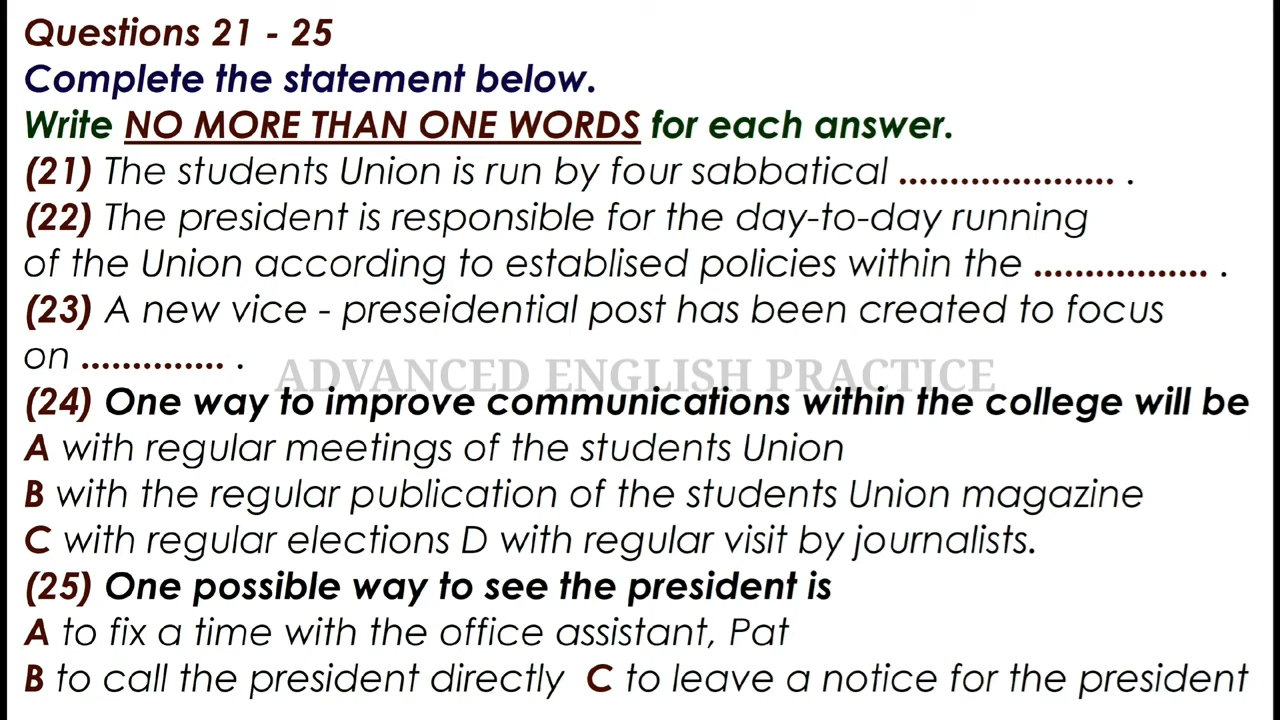 Questions 21 - 25
Complete the statement below.
Write NO MORE THAN ONE WORDS for each answer.
(21) The students Union is run by four sabbatical ..................... .
(22) The president is responsible for the day-to-day running
of the Union according to establised policies within the ................. .
(23) A new vice - preseidential post has been created to focus
on .............. .
ADVANCED ENGLISH PRACTICE
(24) One way to improve communications within the college will be
A with regular meetings of the students Union
B with the regular publication of the students Union magazine
C with regular elections D with regular visit by journalists.
(25) One possible way to see the president is
A to fix a time with the office assistant, Pat
B to call the president directly C to leave a notice for the president